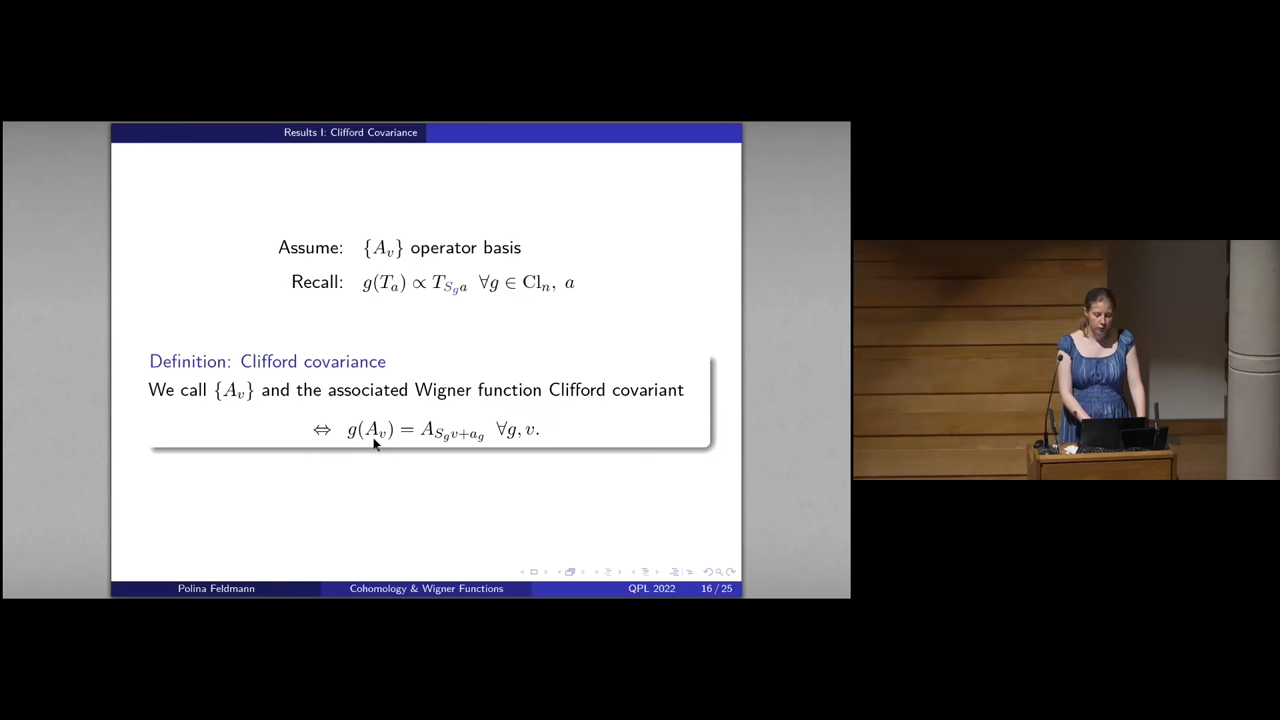 Results I: Clifford Covariance
Assume: {A_v} operator basis
Recall: g(T_a) ∝ T_{S_g a} ∀g ∈ Cl_n, a
Definition: Clifford covariance
We call {A_v} and the associated Wigner function Clifford covariant
⇔ g(A_v) = A_{S_g v+a_g} ∀g, v.
Polina Feldmann Cohomology & Wigner Functions QPL 2022 16 / 25